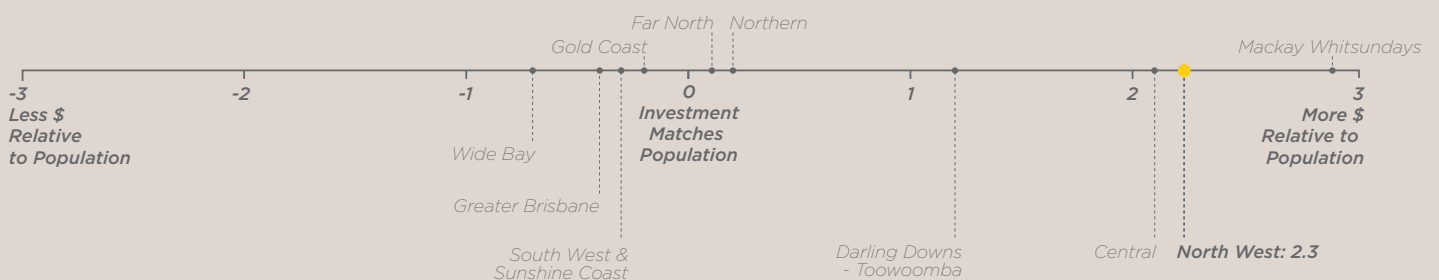 Far North
Northern
Gold Coast
Mackay Whitsundays
-3
-2
-1
0
1
2
3
Less $
Relative
to Population
Investment
Matches
Population
More $
Relative to
Population
Wide Bay
Greater Brisbane
South West &
Sunshine Coast
Darling Downs
- Toowoomba
Central
North West: 2.3